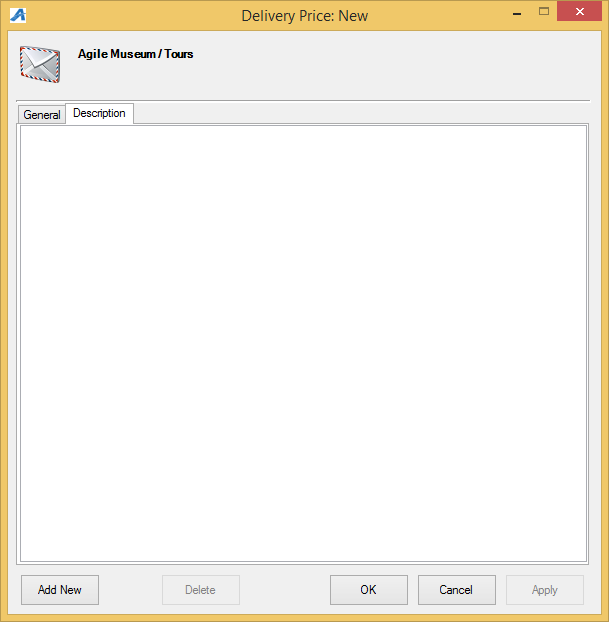 Delivery Price: New
Agile Museum / Tours
General
Description
Add New
Delete
OK
Cancel
Apply